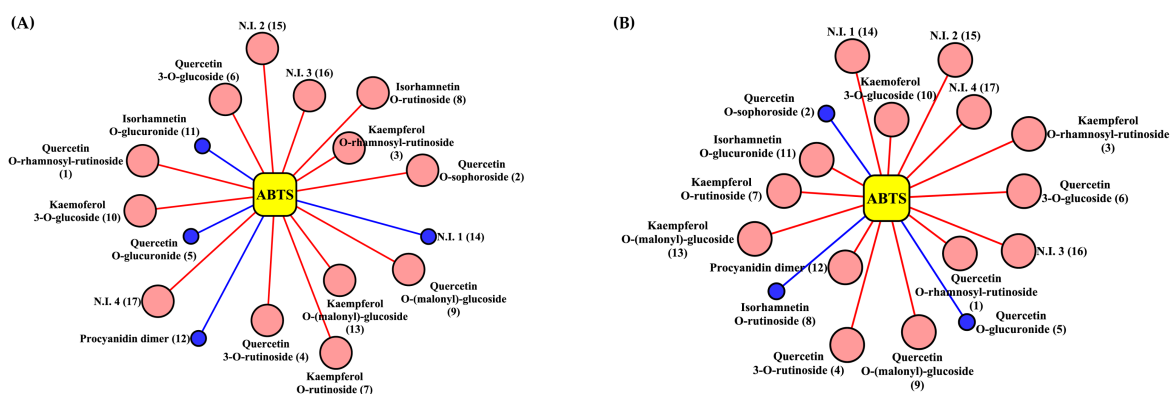 (A)
N.I. 2 (15)
Quercetin
3-O-glucoside (6)
N.I. 3 (16)
Isorhamnetin
O-rutinoside (8)
Isorhamnetin
O-glucuronide (11)
Kaempferol
O-rhamnosyl-rutinoside
(3)
Quercetin
O-rhamnosyl-rutinoside
(1)
Quercetin
O-sophoroside (2)
ABTS
Kaemoferol
3-O-glucoside (10)
Quercetin
O-glucuronide (5)
N.I. 1 (14)
Quercetin
O-(malonyl)-glucoside
(9)
N.I. 4 (17)
Kaempferol
O-(malonyl)-glucoside
(13)
Procyanidin dimer (12)
Quercetin
3-O-rutinoside (4)
Kaempferol
O-rutinoside (7)
(B)
N.I. 1 (14)
N.I. 2 (15)
Kaemoferol
3-O-glucoside (10)
N.I. 4 (17)
Quercetin
O-sophoroside (2)
Kaempferol
O-rhamnosyl-rutinoside
(3)
Isorhamnetin
O-glucuronide (11)
Kaempferol
O-rutinoside (7)
Quercetin
3-O-glucoside (6)
ABTS
Kaempferol
O-(malonyl)-glucoside
(13)
N.I. 3 (16)
Procyanidin dimer (12)
Quercetin
O-rhamnosyl-rutinoside
(1)
Isorhamnetin
O-rutinoside (8)
Quercetin
O-glucuronide (5)
Quercetin
3-O-rutinoside (4)
Quercetin
O-(malonyl)-glucoside
(9)